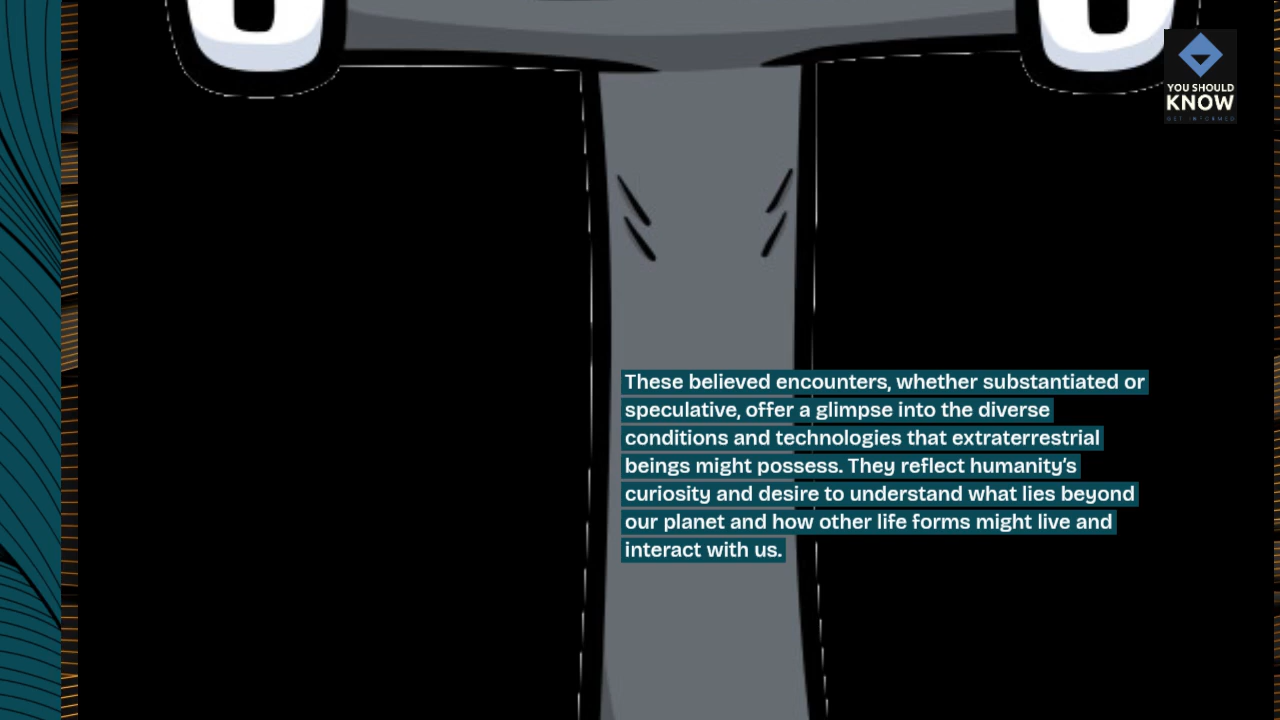 YOU SHOULD
KNOW
GET INFORMED
These believed encounters, whether substantiated or
speculative, offer a glimpse into the diverse
conditions and technologies that extraterrestrial
beings might possess. They reflect humanity's
curiosity and desire to understand what lies beyond
our planet and how other life forms might live and
interact with us.